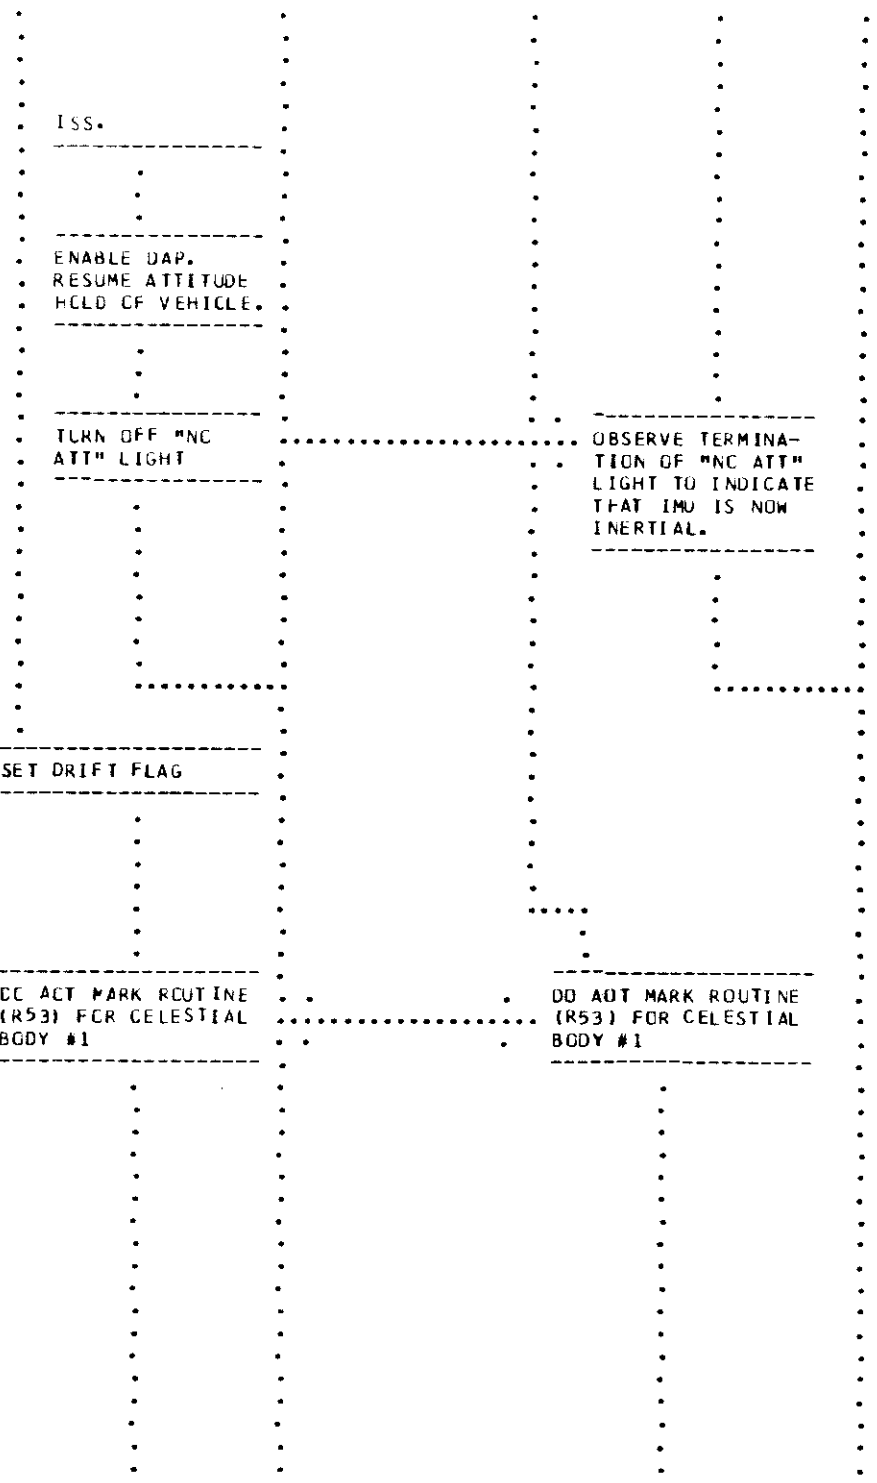 ISS.
ENABLE DAP.
RESUME ATTITUDE
HOLD OF VEHICLE.
TURN OFF "NO
ATT" LIGHT
OBSERVE TERMINA-
TION OF "NO ATT"
LIGHT TO INDICATE
THAT IMU IS NOW
INERTIAL.
SET DRIFT FLAG
DO AOT MARK ROUTINE
(R53) FOR CELESTIAL
BODY #1
DO AOT MARK ROUTINE
(R53) FOR CELESTIAL
BODY #1